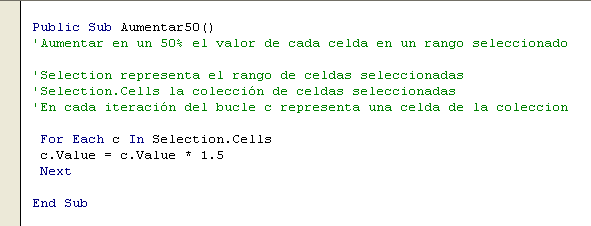 Public Sub Aumentar50()
'Aumentar en un 50% el valor de cada celda en un rango seleccionado
'Selection representa el rango de celdas seleccionadas
'Selection.Cells la colección de celdas seleccionadas
'En cada iteración del bucle c representa una celda de la coleccion
For Each c In Selection.Cells
c.Value = c.Value * 1.5
Next
End Sub